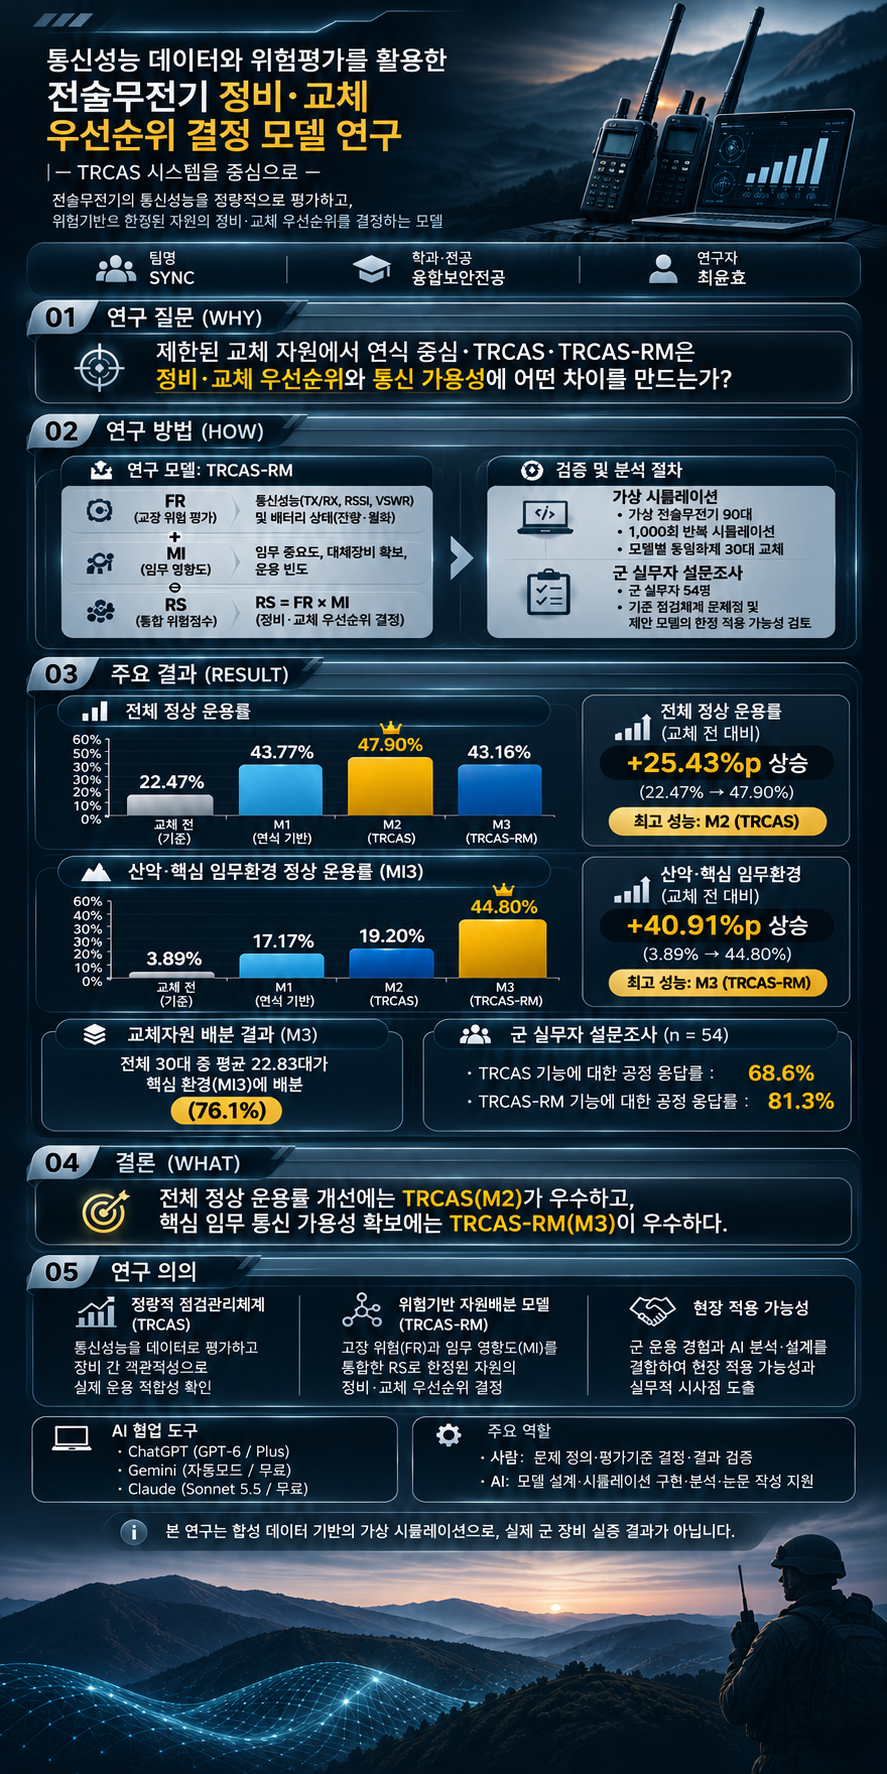 통신성능 데이터와 위험평가를 활용한
전술무전기 정비·교체
우선순위 결정 모델 연구
|— TRCAS 시스템을 중심으로 —
전술무전기의 통신성능을 정량적으로 평가하고,
위험기반으 한정된 자원의 정비·교체 우선순위를 결정하는 모델
팀명
SYNC
학과·전공
융합보안전공
연구자
최윤효
01 연구 질문 (WHY)
제한된 교체 자원에서 연식 중심·TRCAS·TRCAS-RM은
정비·교체 우선순위와 통신 가용성에 어떤 차이를 만드는가?
02 연구 방법 (HOW)
연구 모델: TRCAS-RM
FR
(교장 위험 평가)
통신성능(TX/RX, RSSI, VSWR)
및 배터리 상태(잔향·월화)
+
MI
(임무 영향도)
임무 중요도, 대체장비 확보,
운용 빈도
⊖
RS
(통합 위험점수)
RS = FR × MI
(정비·교체 우선순위 결정)
검증 및 분석 절차
</>
가상 시뮬레이션
• 가상 전술무전기 90대
• 1,000회 반복 시뮬레이션
• 모델별 통일하제 30대 교체
군 실무자 설문조사
• 군 실무자 54명
• 기준 점검체계 문제점 및
제안 모델의 한정 적용 가능성 검토
03 주요 결과 (RESULT)
전체 정상 운용률
60%
50%
40%
30%
30%
20%
10%
0%
22.47%
43.77%
47.90%
43.16%
교체 전
(기준)
M1
(연식 기반)
M2
(TRCAS)
M3
(TRCAS-RM)
전체 정상 운용률
(교체 전 대비)
+25.43%p 상승
(22.47% → 47.90%)
최고 성능: M2 (TRCAS)
산악·핵심 임무환경 정상 운용률 (MI3)
60%
40%
30%
30%
20%
10%
0%
3.89%
17.17%
19.20%
44.80%
교체 전
(기준)
M1
(연식 기반)
M2
(TRCAS)
M3
(TRCAS-RM)
산악·핵심 임무환경
(교체 전 대비)
+40.91%p 상승
(3.89% → 44.80%)
최고 성능: M3 (TRCAS-RM)
교체자원 배분 결과 (M3)
전체 30대 중 평균 22.83대가
핵심 환경(MI3)에 배분
(76.1%)
군 실무자 설문조사 (n = 54)
· TRCAS 기능에 대한 공정 응답률 : 68.6%
· TRCAS-RM 기능에 대한 공정 응답률 : 81.3%
04 결론 (WHAT)
전체 정상 운용률 개선에는 TRCAS(M2)가 우수하고,
핵심 임무 통신 가용성 확보에는 TRCAS-RM(M3)이 우수하다.
05 연구 의의
정량적 점검관리체계
(TRCAS)
통신성능을 데이터로 평가하고
장비 간 객관적성으로
실제 운용 적합성 확인
위험기반 자원배분 모델
(TRCAS-RM)
고장 위험(FR)과 임무 영향도(MI)를
통합한 RS로 한정된 자원의
정비·교체 우선순위 결정
현장 적용 가능성
군 운용 경험과 AI 분석·설계를
결합하여 현장 적용 가능성과
실무적 시사점 도출
AI 협업 도구
· ChatGPT (GPT-6 / Plus)
· Gemini (자동모드 / 무료)
· Claude (Sonnet 5.5 / 무료)
주요 역할
· 사람: 문제 정의·평가기준 결정·결과 검증
· AI: 모델 설계·시뮬레이션 구현·분석·논문 작성 지원
i
본 연구는 합성 데이터 기반의 가상 시뮬레이션으로, 실제 군 장비 실증 결과가 아닙니다.